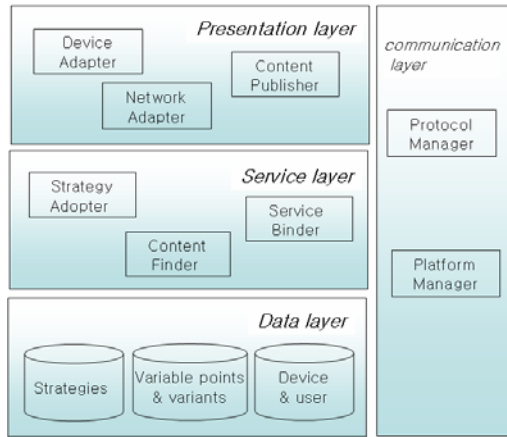 Presentation layer
Device
Adapter
Content
Publisher
Network
Adapter
Service layer
Strategy
Adopter
Service
Binder
Content
Finder
Data layer
Strategies
Variable points
& variants
Device
& user
communication
layer
Protocol
Manager
Platform
Manager